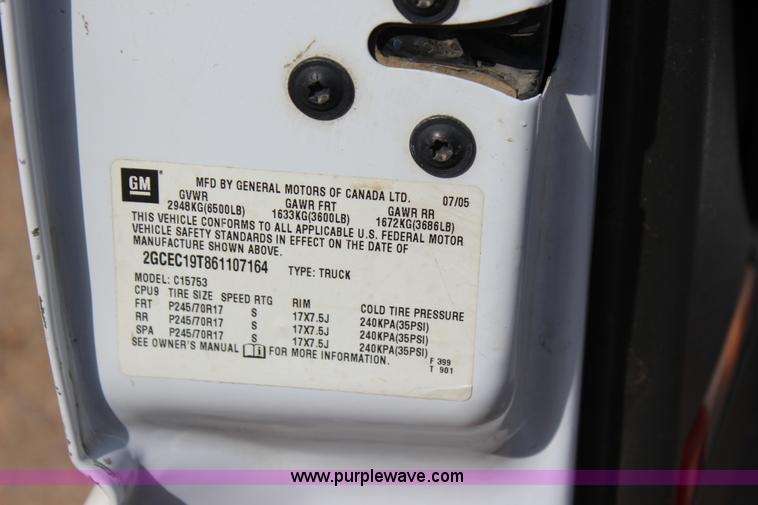 GM MFD BY GENERAL MOTORS OF CANADA LTD. 07/05
GVWR GAWR FRT GAWR RR
2948KG(6500LB) 1633KG(3600LB) 1672KG(3686LB)
THIS VEHICLE CONFORMS TO ALL APPLICABLE U.S. FEDERAL MOTOR
VEHICLE SAFETY STANDARDS IN EFFECT ON THE DATE OF
MANUFACTURE SHOWN ABOVE.
2GCEC19T861107164 TYPE: TRUCK
MODEL: C15753
CPU9 TIRE SIZE SPEED RTG RIM COLD TIRE PRESSURE
FRT P245/70R17 S 17X7.5J 240KPA(35PSI)
RR P245/70R17 S 17X7.5J 240KPA(35PSI)
SPA P245/70R17 S 17X7.5J 240KPA(35PSI)
SEE OWNER'S MANUAL FOR MORE INFORMATION.
F 399
T 901
www.purplewave.com